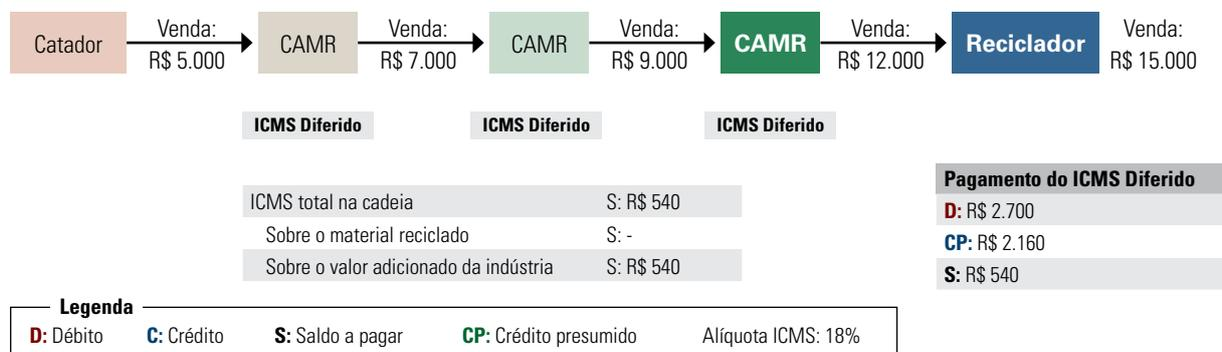 Catador
Venda:
R$ 5.000
CAMR
Venda:
R$ 7.000
CAMR
Venda:
R$ 9.000
CAMR
Venda:
R$ 12.000
Reciclador
Venda:
R$ 15.000
ICMS Diferido
ICMS Diferido
ICMS Diferido
ICMS total na cadeia S: R$ 540
Sobre o material reciclado S: -
Sobre o valor adicionado da indústria S: R$ 540
Pagamento do ICMS Diferido
D: R$ 2.700
CP: R$ 2.160
S: R$ 540
Legenda
D: Débito C: Crédito S: Saldo a pagar CP: Crédito presumido Alíquota ICMS: 18%